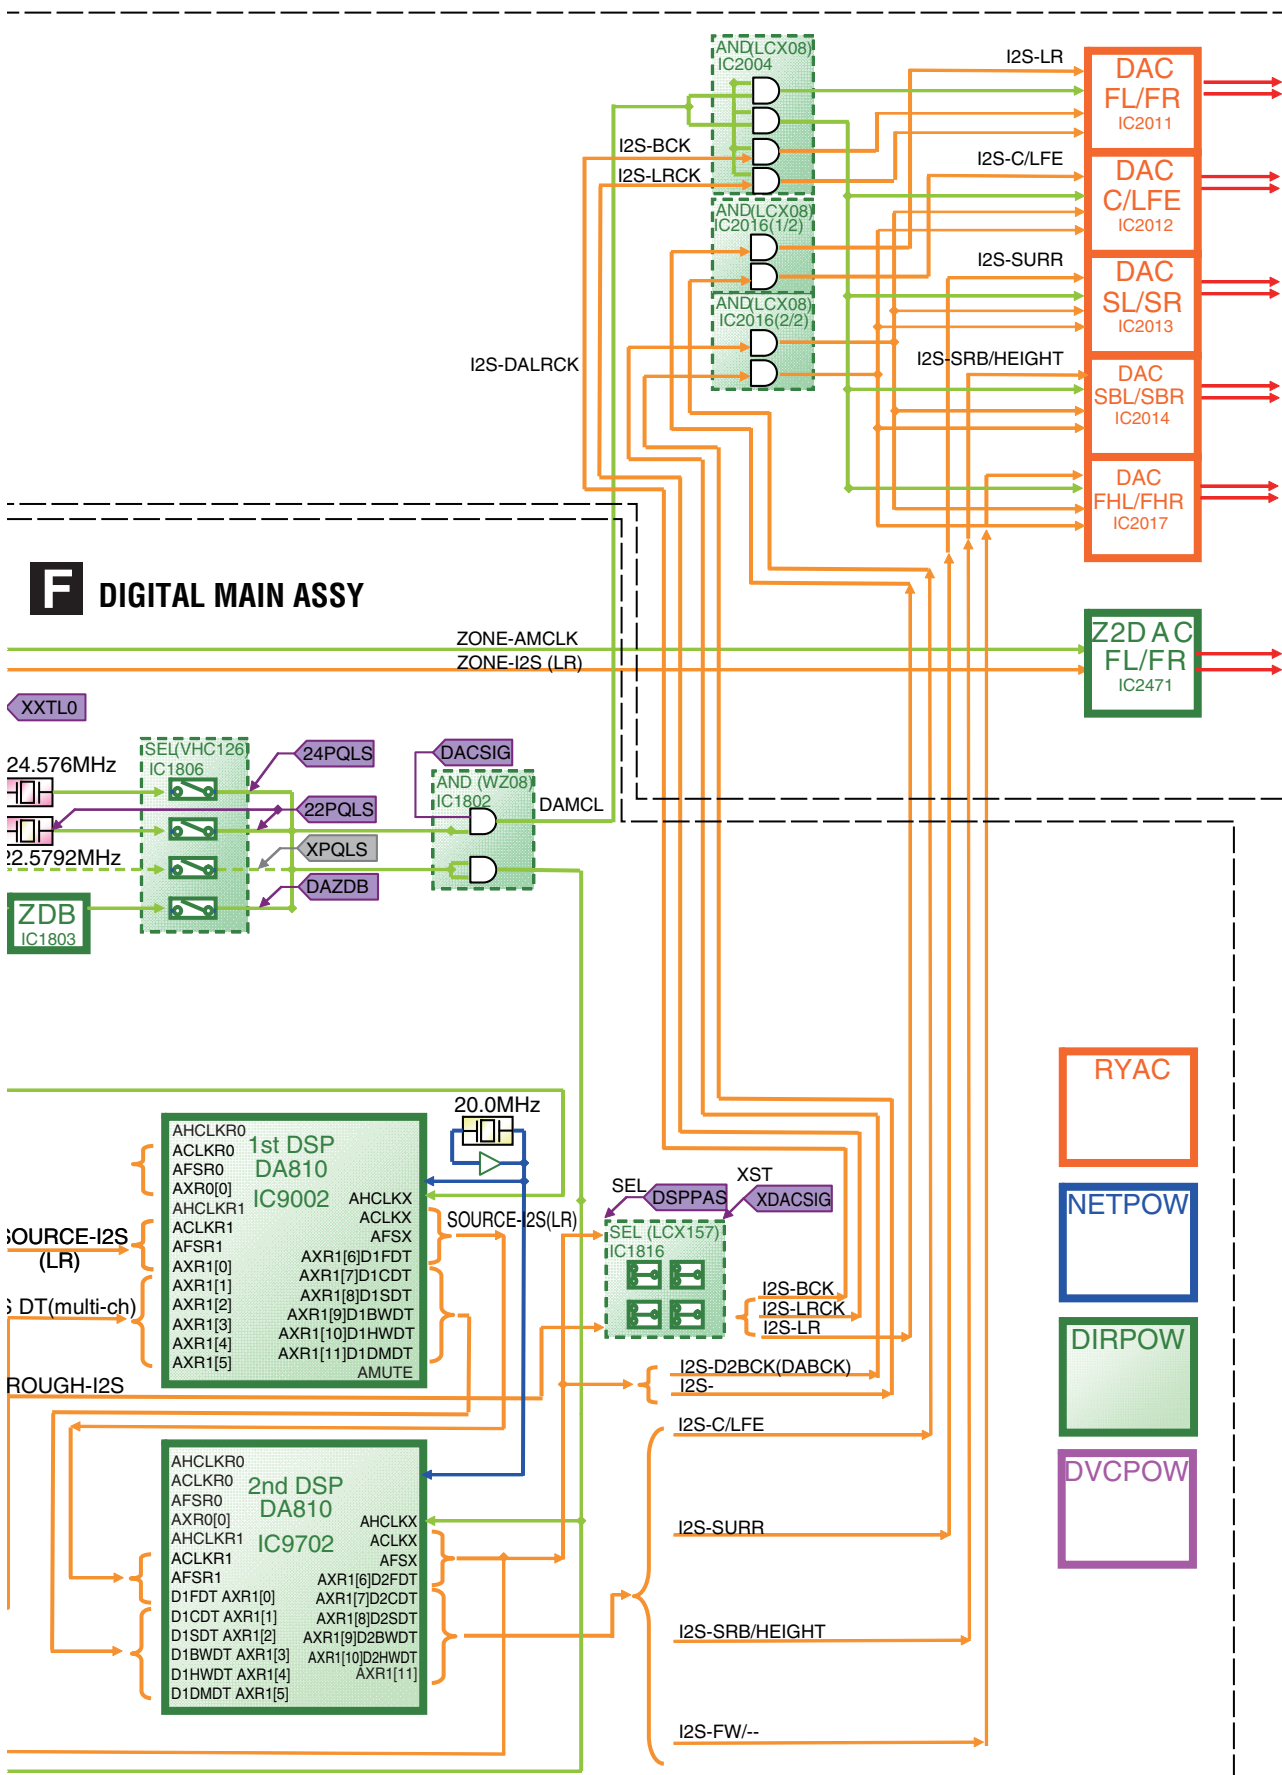 AND(LCX08)
IC2004
I2S-LR
DAC
FL/FR
IC2011
I2S-BCK
I2S-LRCK
I2S-C/LFE
DAC
C/LFE
IC2012
AND(LCX08)
IC2016(1/2)
I2S-SURR
DAC
SL/SR
IC2013
AND(LCX08)
IC2016(2/2)
I2S-DALRCK
I2S-SRB/HEIGHT
DAC
SBL/SBR
IC2014
DAC
FHL/FHR
IC2017
F DIGITAL MAIN ASSY
ZONE-AMCLK
ZONE-I2S (LR)
Z2DAC
FL/FR
IC2471
XXTL0
24.576MHz
SEL(VHC126)
IC1806
24PQLS
22PQLS
XPQLS
DAZDB
22.5792MHz
ZDB
IC1803
DACSIG
AND (WZ08)
IC1802
DAMCL
RYAC
NETPOW
DIRPOW
DVCPOW
20.0MHz
AHCLKR0
ACLKR0
AFSR0
AXR0[0]
AHCLKR1
ACLKR1
AFSR1
AXR1[0]
AXR1[1]
AXR1[2]
AXR1[3]
AXR1[4]
AXR1[5]
1st DSP
DA810
IC9002
AHCLKX
ACLKX
AFSX
AXR1[6]D1FDT
AXR1[7]D1CDT
AXR1[8]D1SDT
AXR1[9]D1BWDT
AXR1[10]D1HWDT
AXR1[11]D1DMDT
AMUTE
SOURCE-I2S
(LR)
S DT(multi-ch)
ROUGH-I2S
SOURCE-I2S(LR)
SEL
DSPPAS
XST
XDACSIG
SEL (LCX157)
IC1816
I2S-BCK
I2S-LRCK
I2S-LR
I2S-D2BCK(DABCK)
I2S-
I2S-C/LFE
I2S-SURR
I2S-SRB/HEIGHT
I2S-FW/--
AHCLKR0
ACLKR0
AFSR0
AXR0[0]
AHCLKR1
ACLKR1
AFSR1
D1FDT AXR1[0]
D1CDT AXR1[1]
D1SDT AXR1[2]
D1BWDT AXR1[3]
D1HWDT AXR1[4]
D1DMDT AXR1[5]
2nd DSP
DA810
IC9702
AHCLKX
ACLKX
AFSX
AXR1[6]D2FDT
AXR1[7]D2CDT
AXR1[8]D2SDT
AXR1[9]D2BWDT
AXR1[10]D2HWDT
AXR1[11]